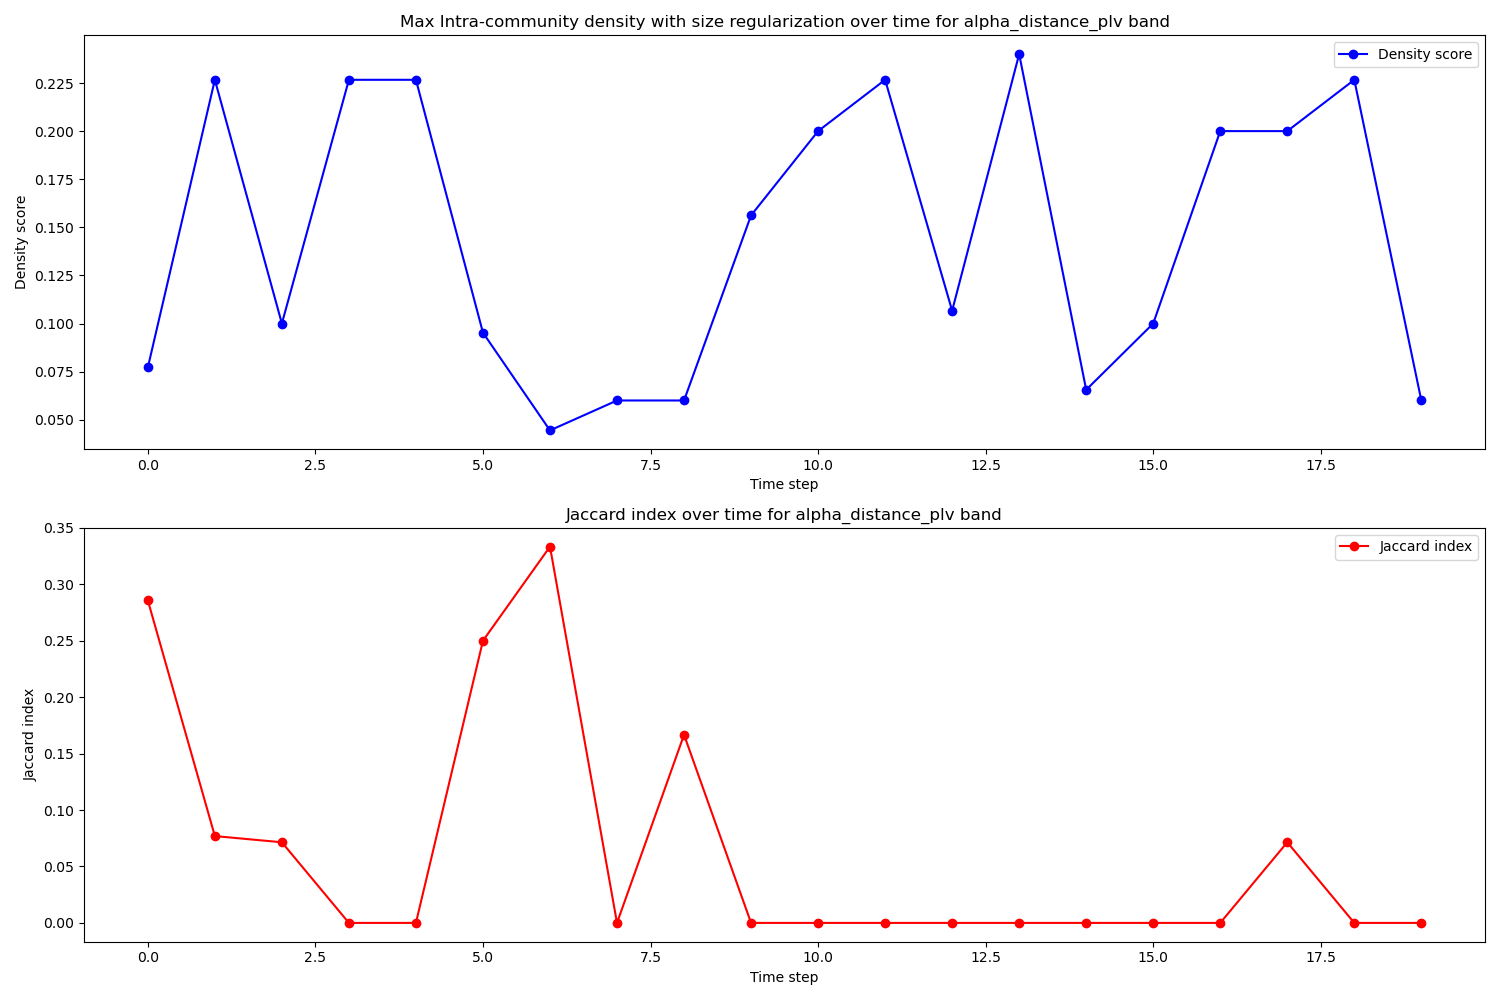 Max Intra-community density with size regularization over time for alpha_distance_plv band
Density score
0.225
0.200
0.175
0.150
0.125
0.100
0.075
0.050
Density score
0.0 2.5 5.0 7.5 10.0 12.5 15.0 17.5
Time step
Jaccard index over time for alpha_distance_plv band
Jaccard index
0.35
0.30
0.25
0.20
0.15
0.10
0.05
0.00
Jaccard index
0.0 2.5 5.0 7.5 10.0 12.5 15.0 17.5
Time step